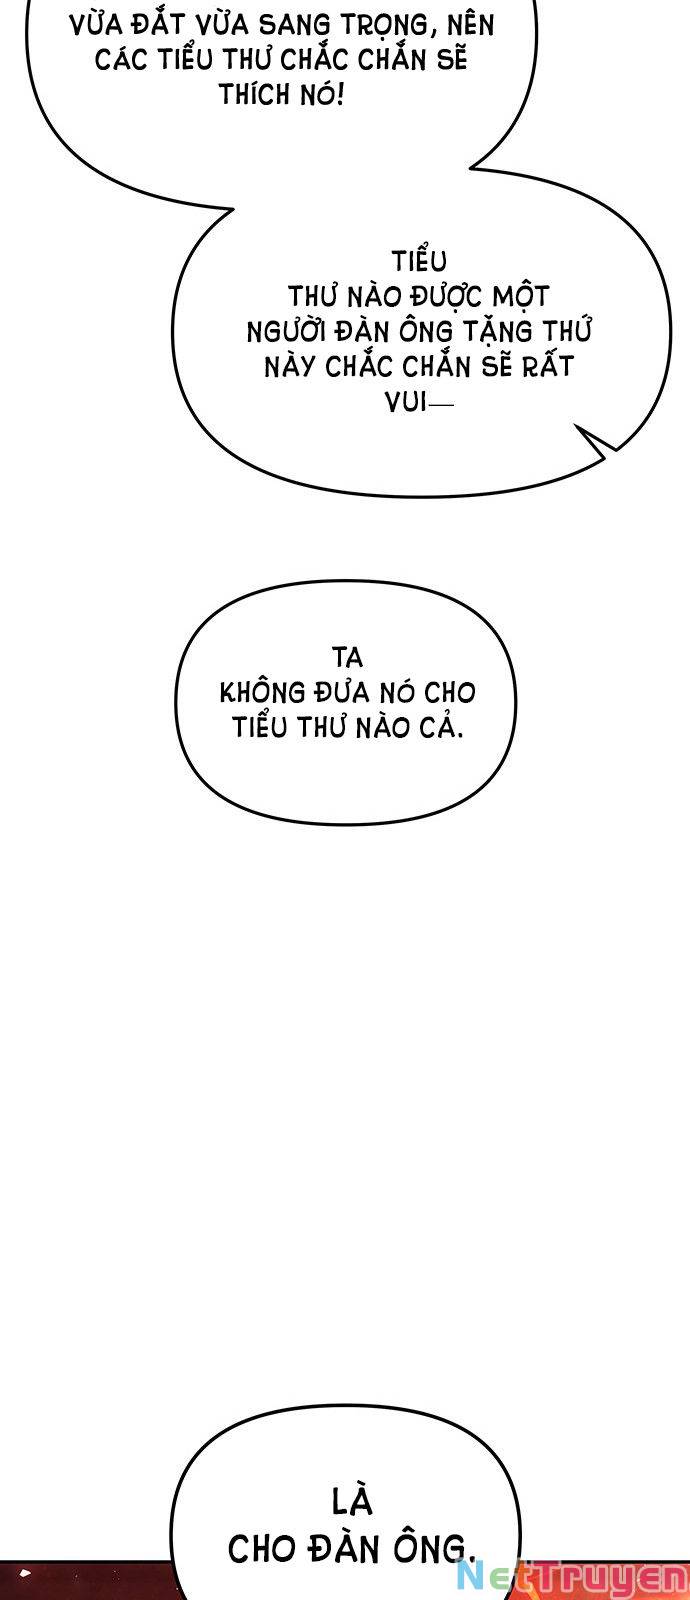 VỪA ĐẮT VỪA SANG TRỌNG, NÊN
CÁC TIỂU THƯ CHẮC CHẮN SẼ
THÍCH NÓ!
TIỂU
THƯ NÀO ĐƯỢC MỘT
NGƯỜI ĐÀN ÔNG TẶNG THỨ
NÀY CHẮC CHẮN SẼ RẤT
VUI—
TA
KHÔNG ĐƯA NÓ CHO
TIỂU THƯ NÀO CẢ.
LÀ
CHO ĐÀN ÔNG.
NetTruyen